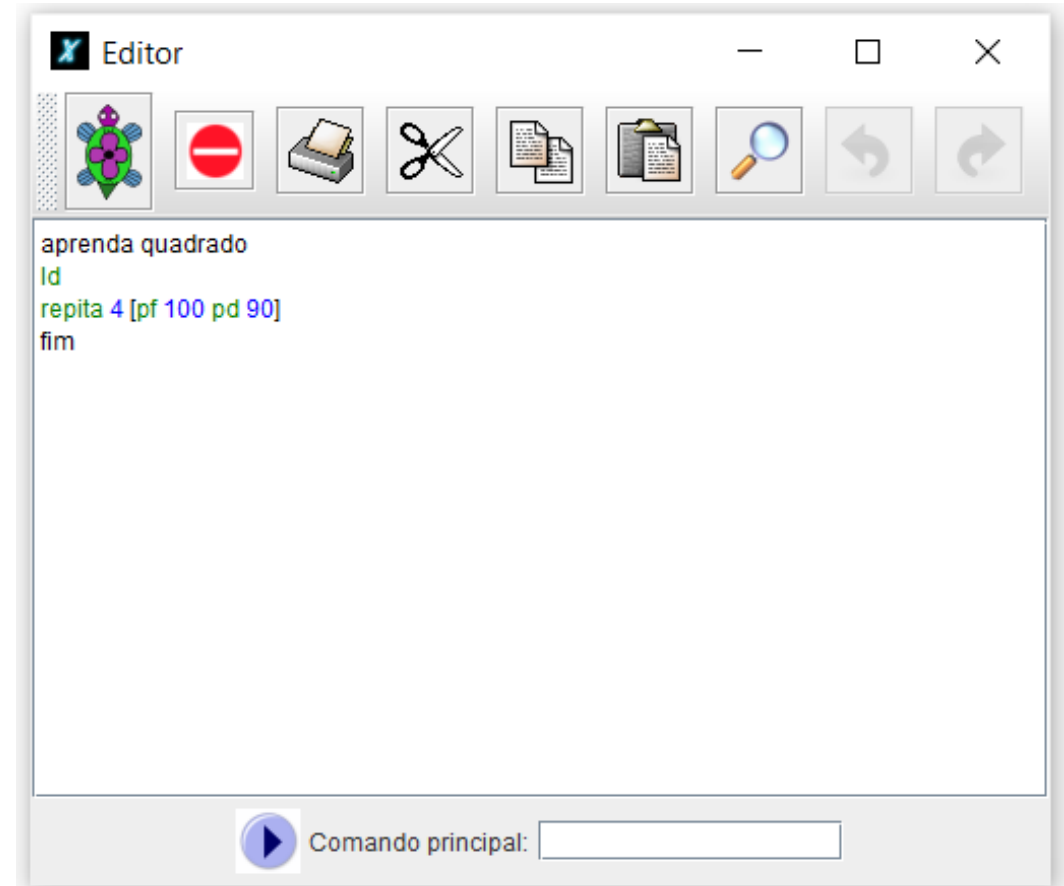 Editor
aprenda quadrado
ld
repita 4 [pf 100 pd 90]
fim
Comando principal: